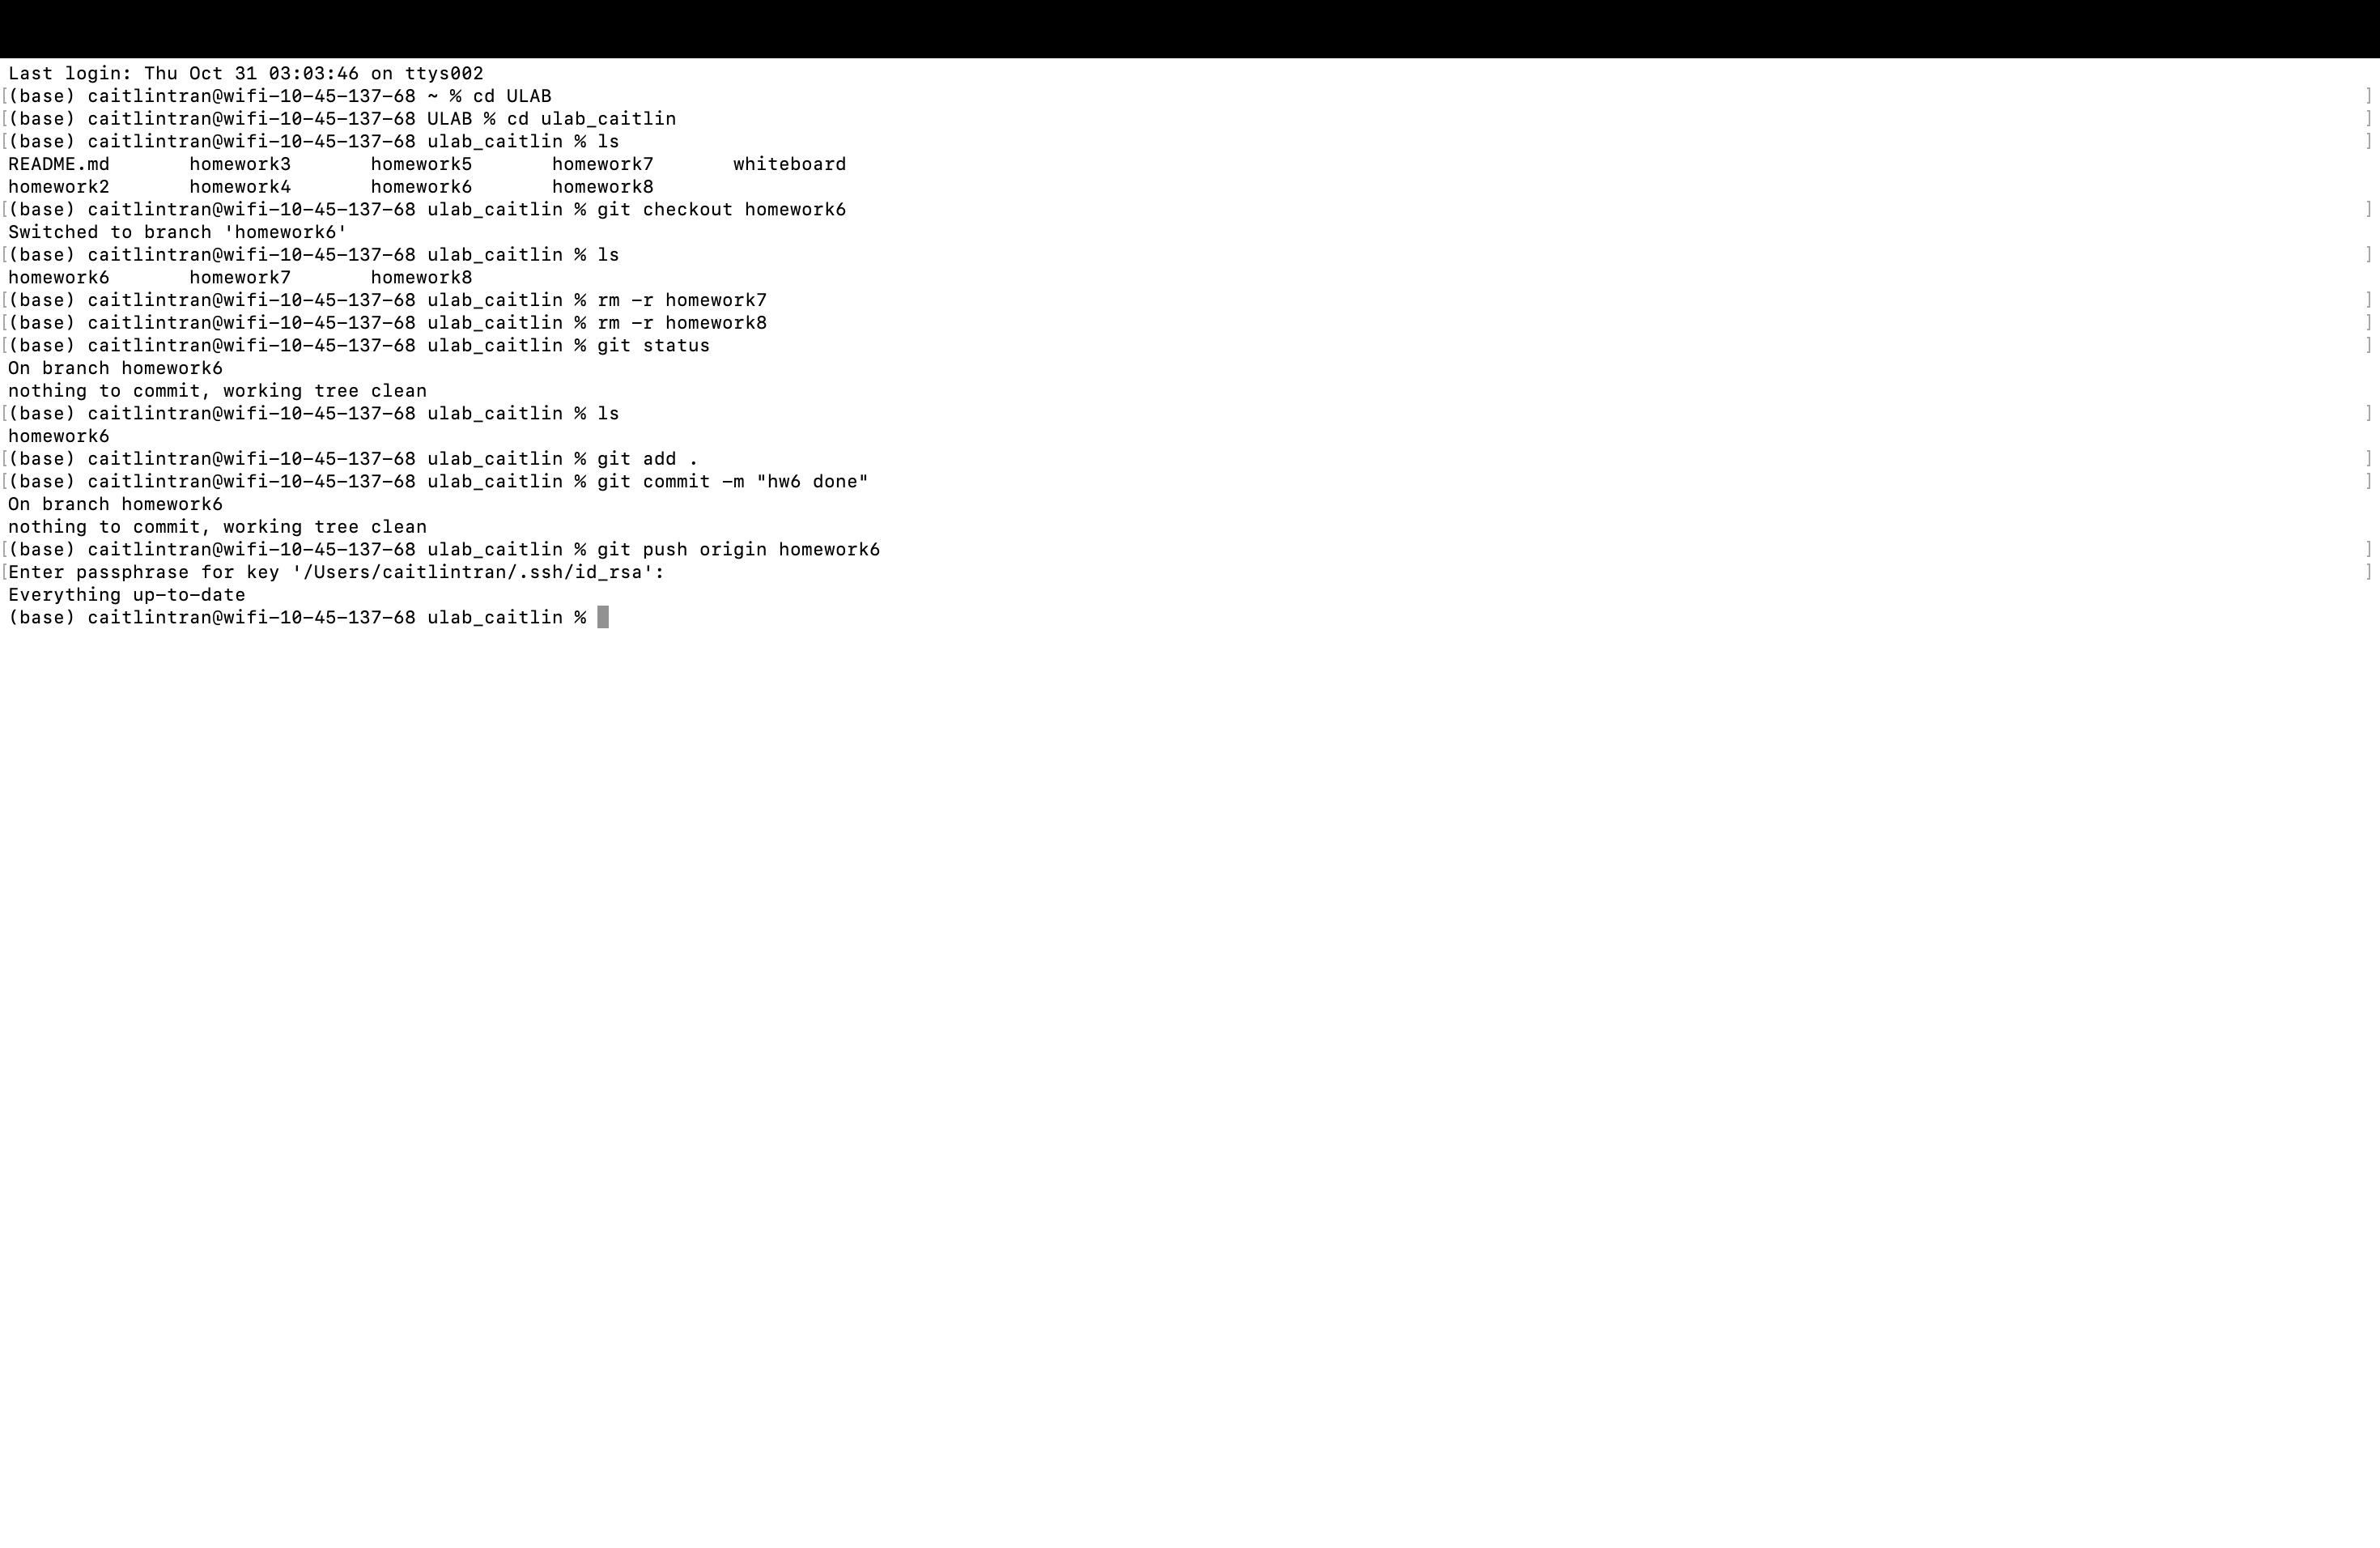 Last login: Thu Oct 31 03:03:46 on ttys002
[(base) caitlintran@wifi-10-45-137-68 ~ % cd ULAB ]
[(base) caitlintran@wifi-10-45-137-68 ULAB % cd ulab_caitlin ]
[(base) caitlintran@wifi-10-45-137-68 ulab_caitlin % ls ]
README.md homework3 homework5 homework7 whiteboard
homework2 homework4 homework6 homework8
[(base) caitlintran@wifi-10-45-137-68 ulab_caitlin % git checkout homework6 ]
Switched to branch 'homework6'
[(base) caitlintran@wifi-10-45-137-68 ulab_caitlin % ls ]
homework6 homework7 homework8
[(base) caitlintran@wifi-10-45-137-68 ulab_caitlin % rm -r homework7 ]
[(base) caitlintran@wifi-10-45-137-68 ulab_caitlin % rm -r homework8 ]
[(base) caitlintran@wifi-10-45-137-68 ulab_caitlin % git status ]
On branch homework6
nothing to commit, working tree clean
[(base) caitlintran@wifi-10-45-137-68 ulab_caitlin % ls ]
homework6
[(base) caitlintran@wifi-10-45-137-68 ulab_caitlin % git add . ]
[(base) caitlintran@wifi-10-45-137-68 ulab_caitlin % git commit -m "hw6 done" ]
On branch homework6
nothing to commit, working tree clean
[(base) caitlintran@wifi-10-45-137-68 ulab_caitlin % git push origin homework6 ]
[Enter passphrase for key '/Users/caitlintran/.ssh/id_rsa': ]
Everything up-to-date
(base) caitlintran@wifi-10-45-137-68 ulab_caitlin %